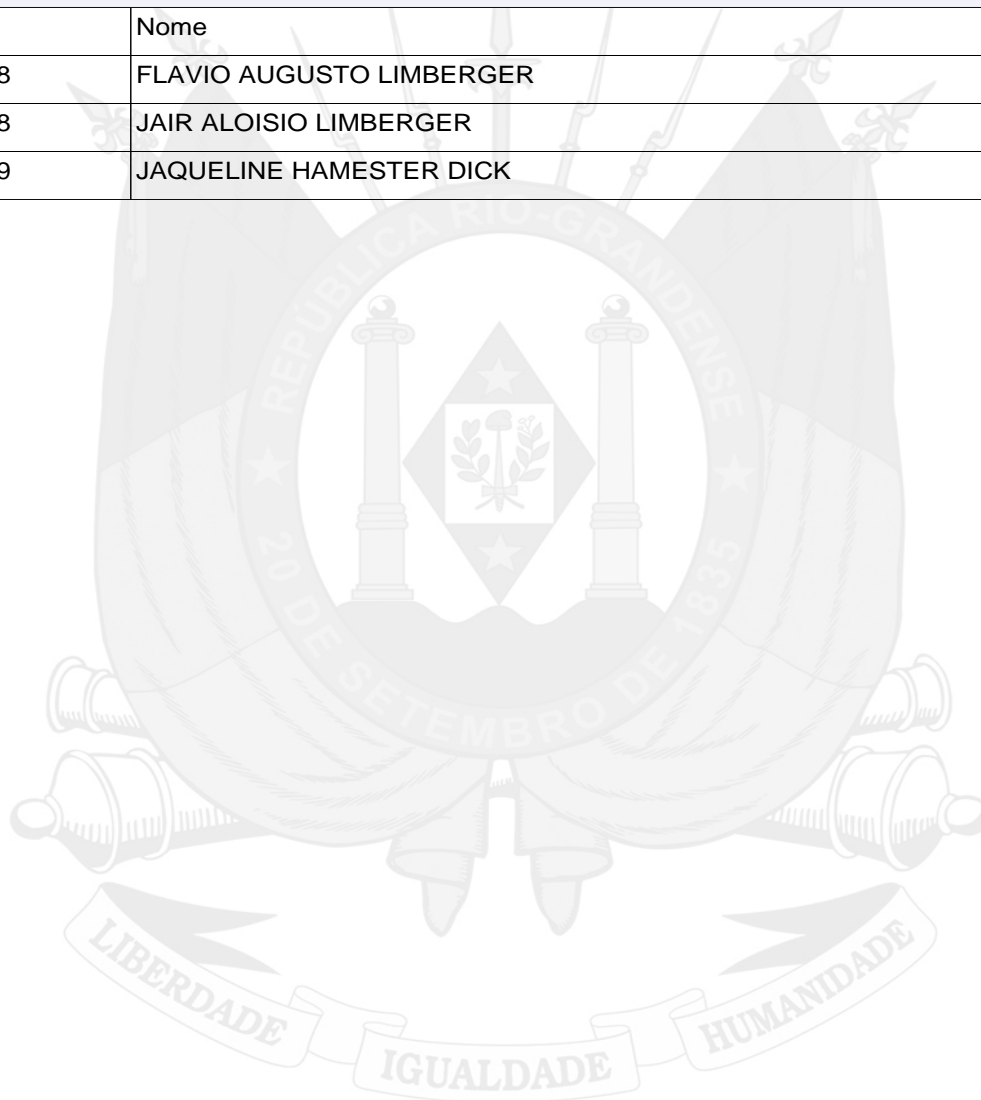 Nome
8 FLAVIO AUGUSTO LIMBERGER
8 JAIR ALOISIO LIMBERGER
9 JAQUELINE HAMESTER DICK
REPÚBLICA RIO-GRANDENSE
20 DE SETEMBRO DE 1835
LIBERDADE IGUALDADE HUMANIDADE